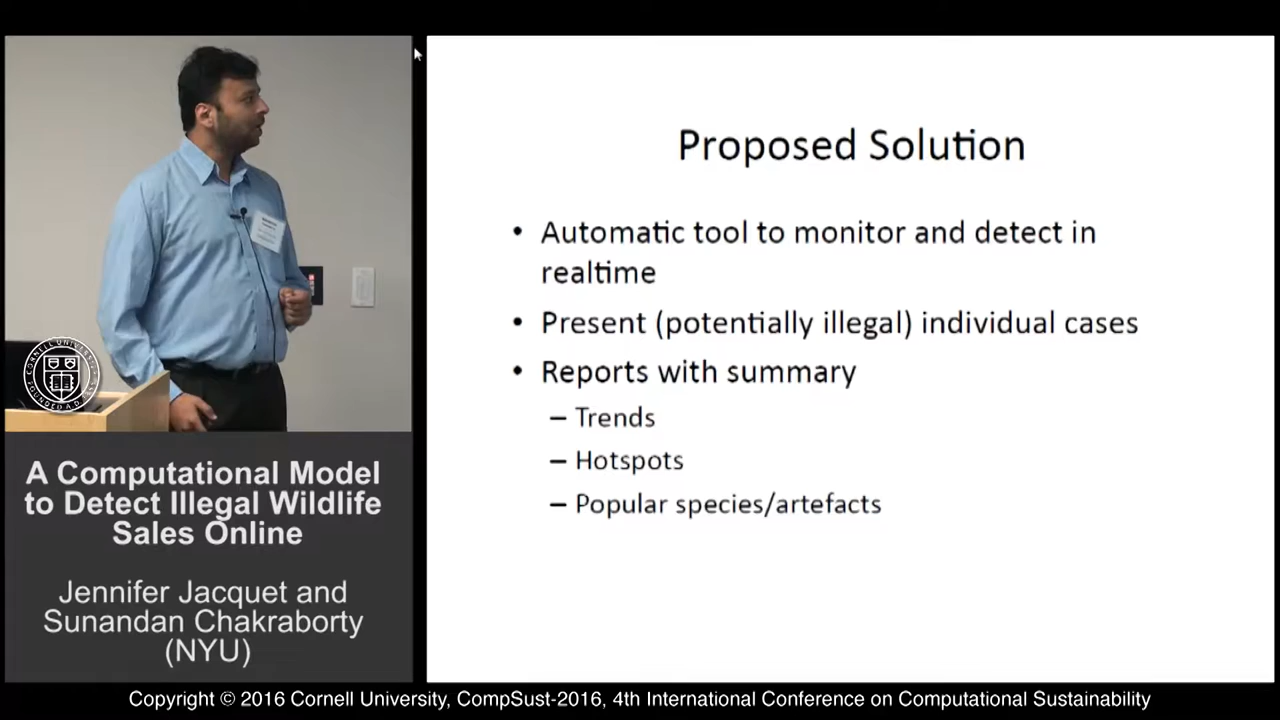 Proposed Solution
• Automatic tool to monitor and detect in
realtime
• Present (potentially illegal) individual cases
• Reports with summary
– Trends
– Hotspots
– Popular species/artefacts
A Computational Model
to Detect Illegal Wildlife
Sales Online
Jennifer Jacquet and
Sunandan Chakraborty
(NYU)
Copyright © 2016 Cornell University, CompSust-2016, 4th International Conference on Computational Sustainability